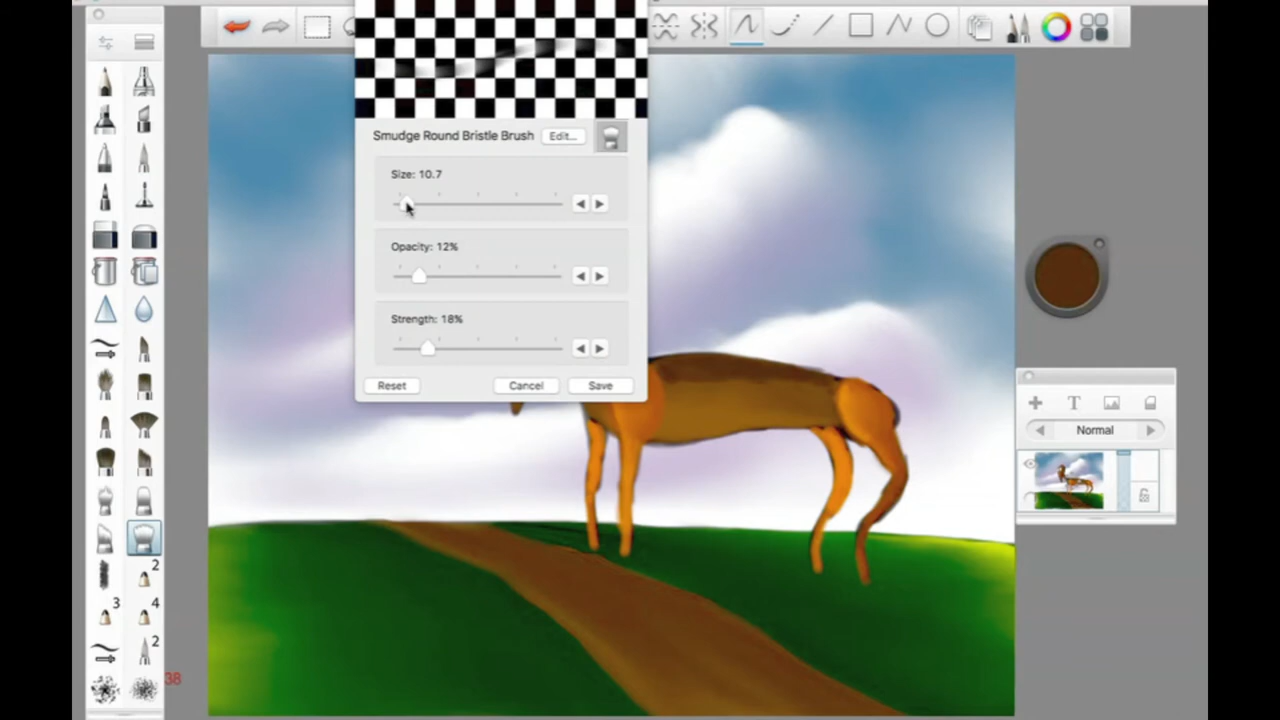 Smudge Round Bristle Brush Edit...
Size: 10.7
Opacity: 12%
Strength: 18%
Reset Cancel Save
T
Normal
2
3 4
2
38